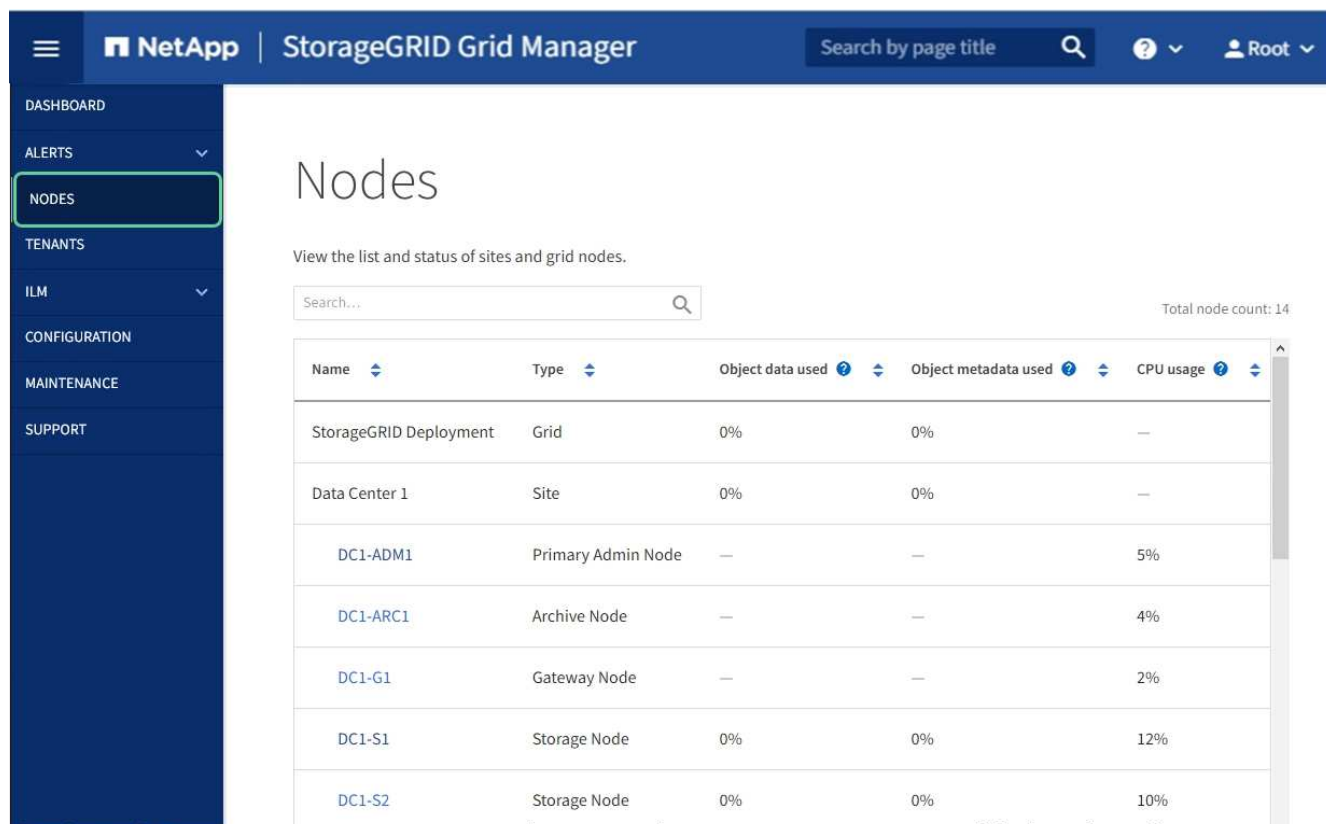 NetApp | StorageGRID Grid Manager Search by page title Root
DASHBOARD
ALERTS
NODES
TENANTS
ILM
CONFIGURATION
MAINTENANCE
SUPPORT
Nodes
View the list and status of sites and grid nodes.
Search...
Total node count: 14
Name Type Object data used Object metadata used CPU usage
StorageGRID Deployment Grid 0% 0% —
Data Center 1 Site 0% 0% —
DC1-ADM1 Primary Admin Node — — 5%
DC1-ARC1 Archive Node — — 4%
DC1-G1 Gateway Node — — 2%
DC1-S1 Storage Node 0% 0% 12%
DC1-S2 Storage Node 0% 0% 10%